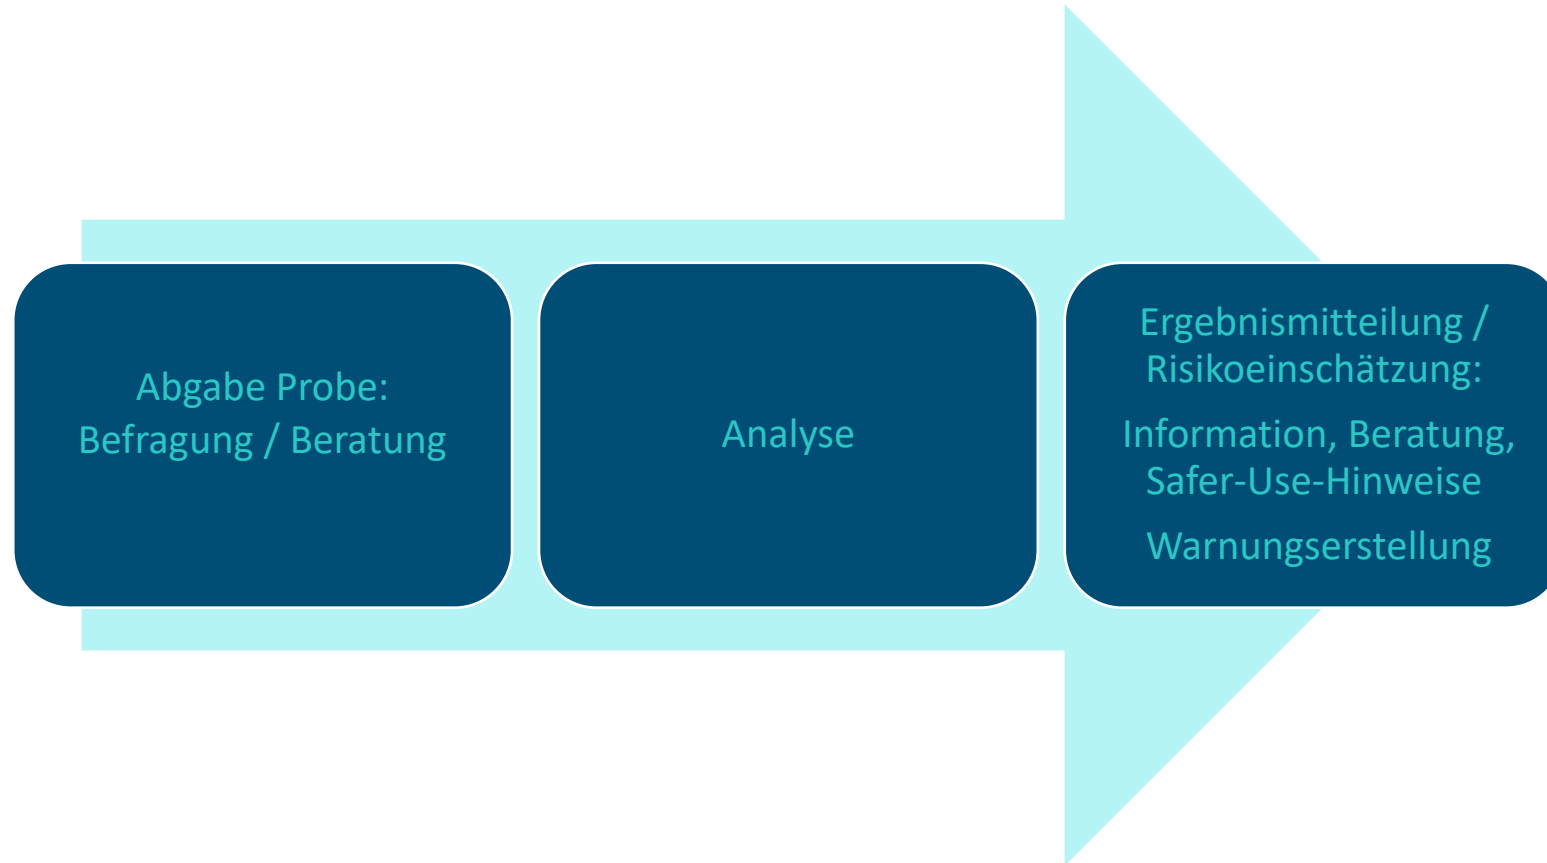 Abgabe Probe:
Befragung / Beratung
Analyse
Ergebnismitteilung /
Risikoeinschätzung:
Information, Beratung,
Safer-Use-Hinweise
Warnungserstellung